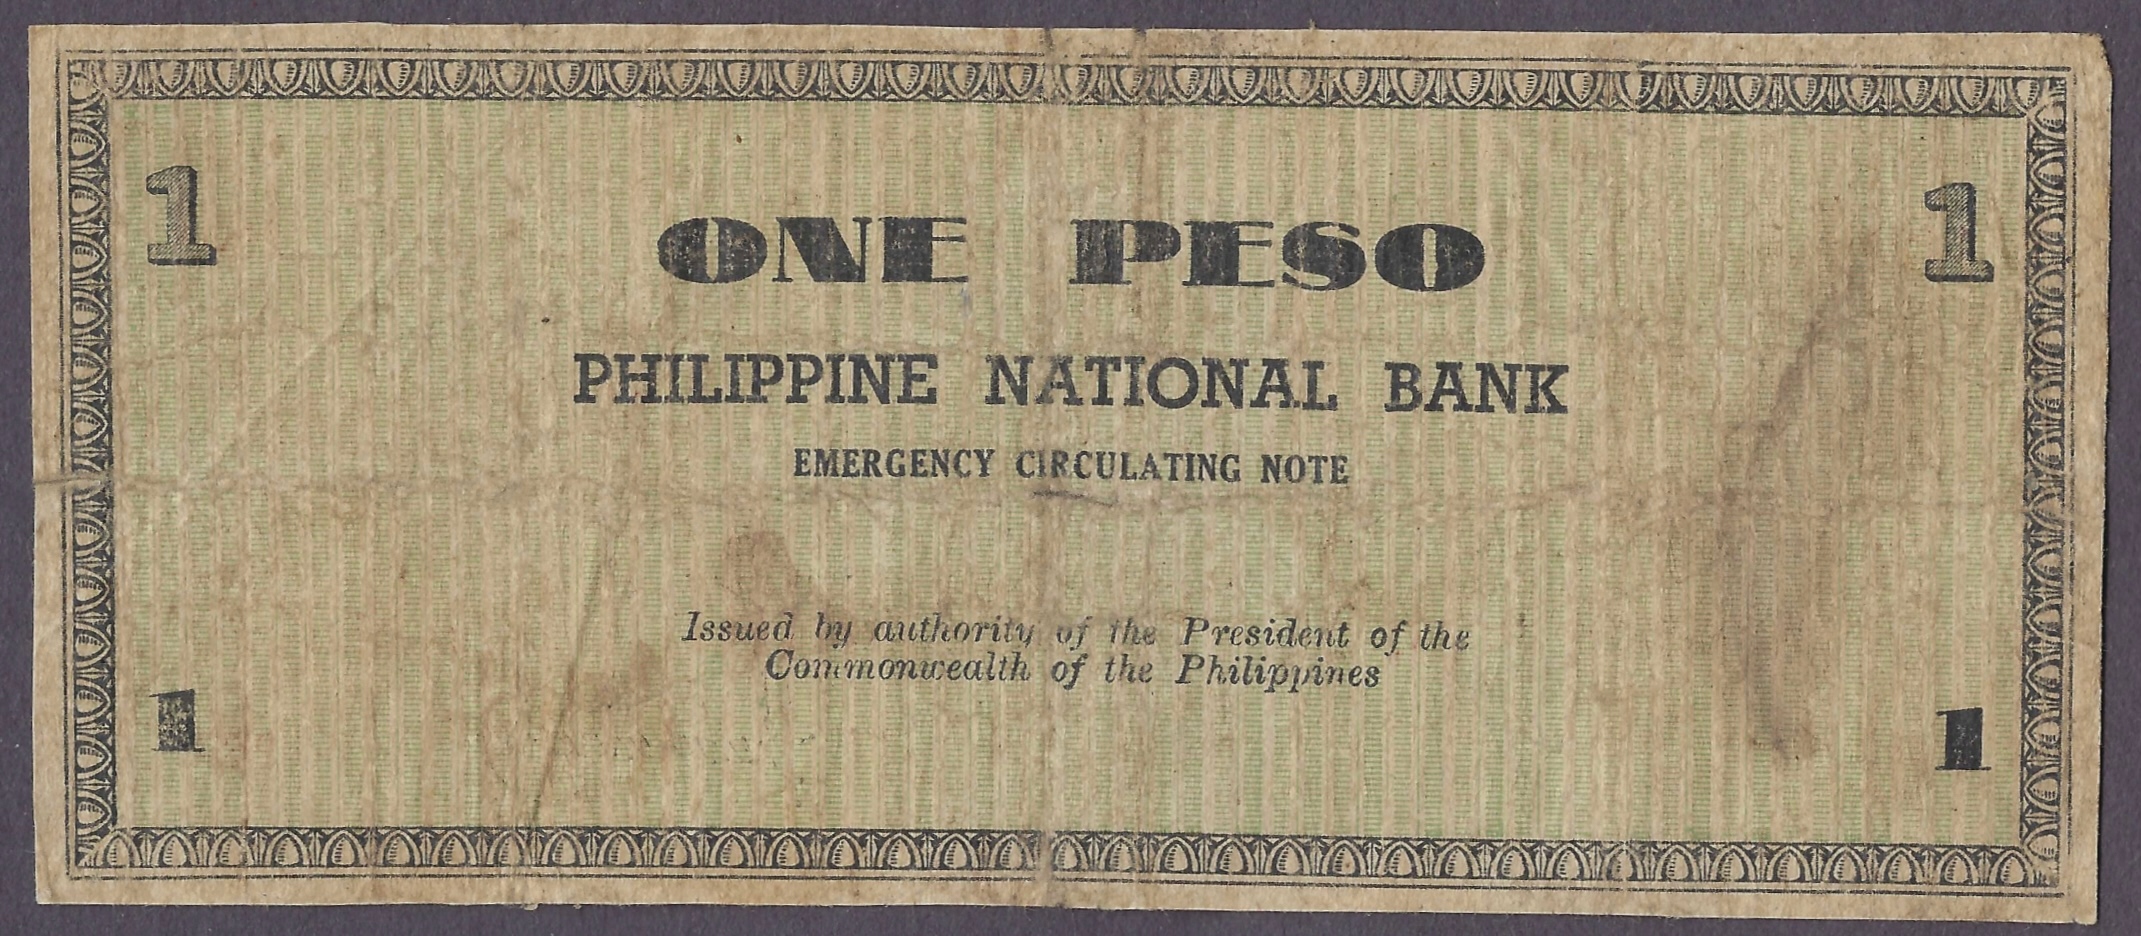 1 1
ONE PESO
PHILIPPINE NATIONAL BANK
EMERGENCY CIRCULATING NOTE
Issued by authority of the President of the
Commonwealth of the Philippines
1 1